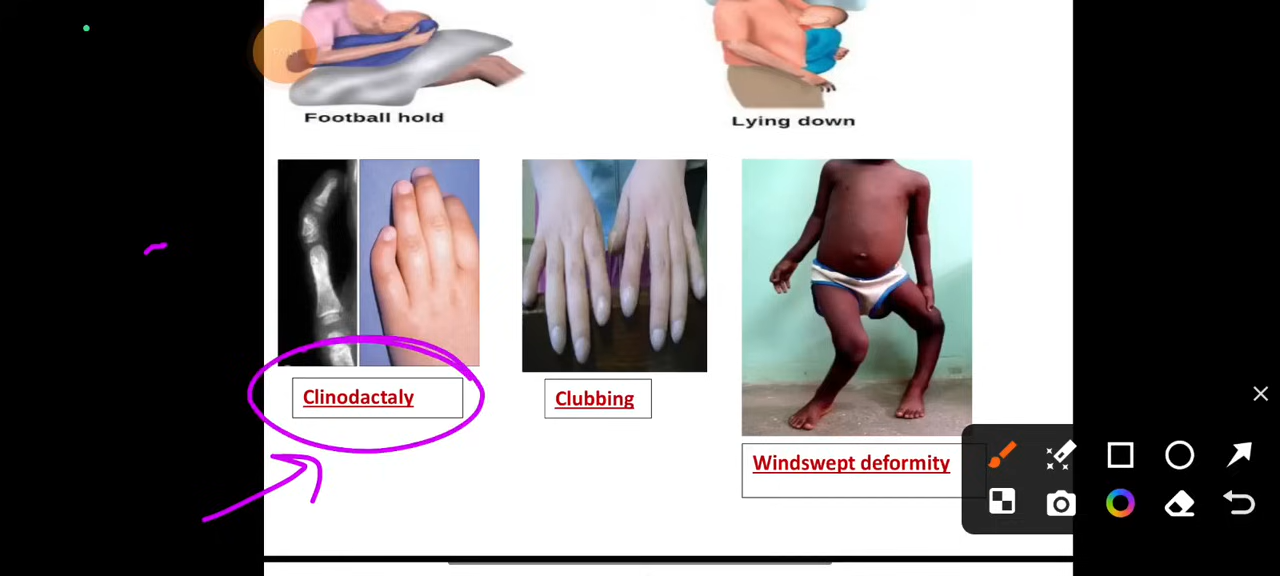 Football hold
Lying down
Clinodactaly
Clubbing
Windswept deformity